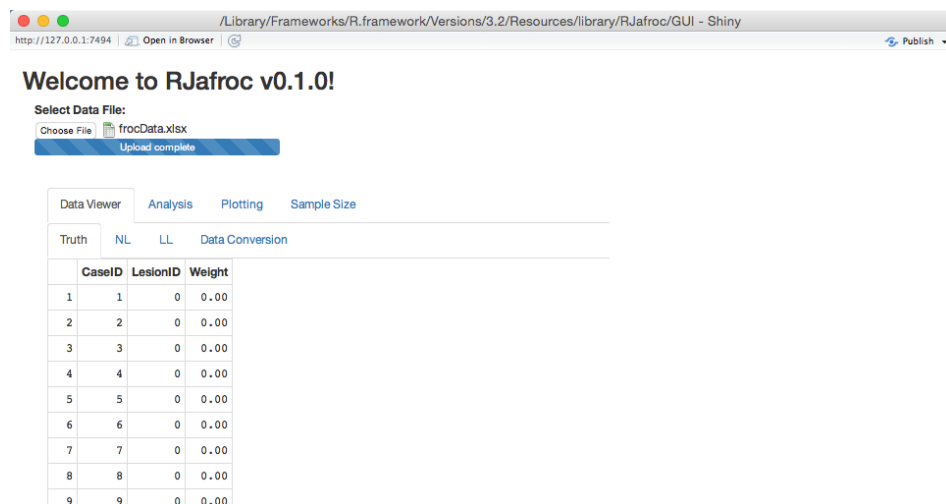 /Library/Frameworks/R.framework/Versions/3.2/Resources/library/RJafroc/GUI - Shiny
http://127.0.0.1:7494 Open in Browser Publish
Welcome to RJafroc v0.1.0!
Select Data File:
Choose File frocData.xlsx
Upload complete
Data Viewer Analysis Plotting Sample Size
Truth NL LL Data Conversion
CaseID LesionID Weight
1 1 0 0.00
2 2 0 0.00
3 3 0 0.00
4 4 0 0.00
5 5 0 0.00
6 6 0 0.00
7 7 0 0.00
8 8 0 0.00
9 9 0 0.00